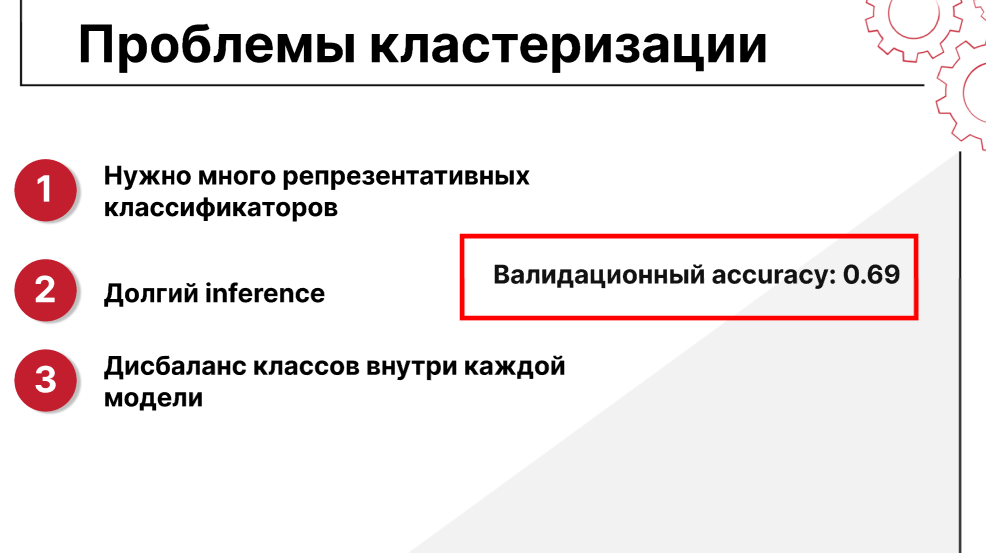 Проблемы кластеризации
1
Нужно много репрезентативных
классификаторов
Валидационный accuracy: 0.69
2
Долгий inference
3
Дисбаланс классов внутри каждой
модели